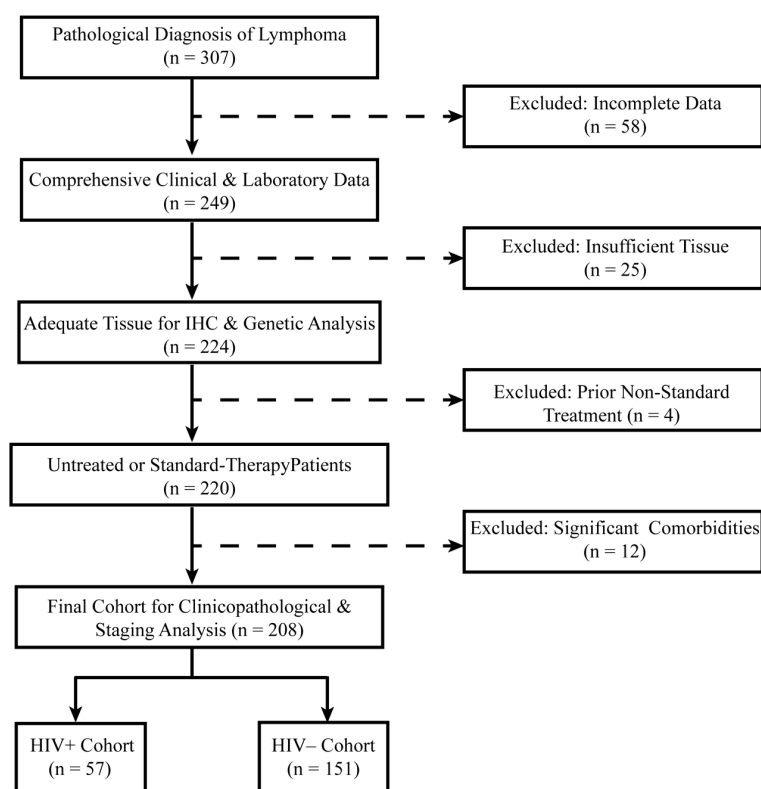 Pathological Diagnosis of Lymphoma
(n = 307)
Excluded: Incomplete Data
(n = 58)
Comprehensive Clinical & Laboratory Data
(n = 249)
Excluded: Insufficient Tissue
(n = 25)
Adequate Tissue for IHC & Genetic Analysis
(n = 224)
Excluded: Prior Non-Standard
Treatment (n = 4)
Untreated or Standard-TherapyPatients
(n = 220)
Excluded: Significant Comorbidities
(n = 12)
Final Cohort for Clinicopathological &
Staging Analysis (n = 208)
HIV+ Cohort
(n = 57)
HIV– Cohort
(n = 151)